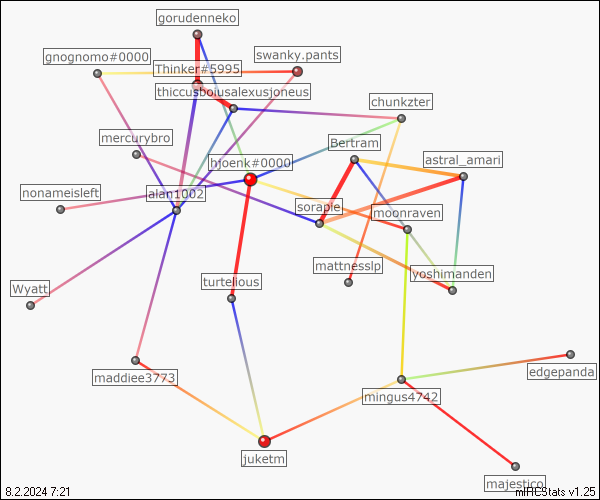 gorudenneko
gnognomo#0000
swanky.pants
Thinker#5995
thiccusboiusalexusjoneus
chunkzter
mercurybro
Bertram
bjoenk#0000
astral_amari
nonameisleft
alan1002
sorapie
moonraven
mattnesslp
yoshimanden
Wyatt
turtelious
maddiee3773
edgepanda
mingus4742
juketm
majestico
8.2.2024 7:21
mIRCStats v1.25